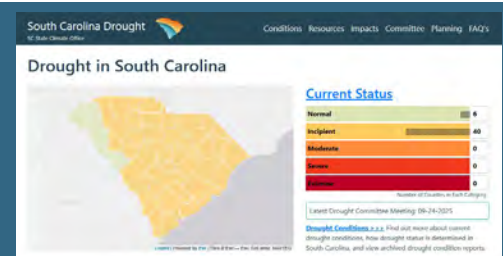 South Carolina Drought
SC State Climate Office
Conditions Resources Impacts Committee Planning FAQ's
Drought in South Carolina
Current Status
Normal 6
Incipient 40
Moderate 0
Severe 0
Extreme 0
Number of Counties in Each Category
Latest Drought Committee Meeting: 09-24-2025
Drought Conditions >>> Find out more about current
drought conditions, how drought status is determined in
South Carolina, and view archived drought condition reports.